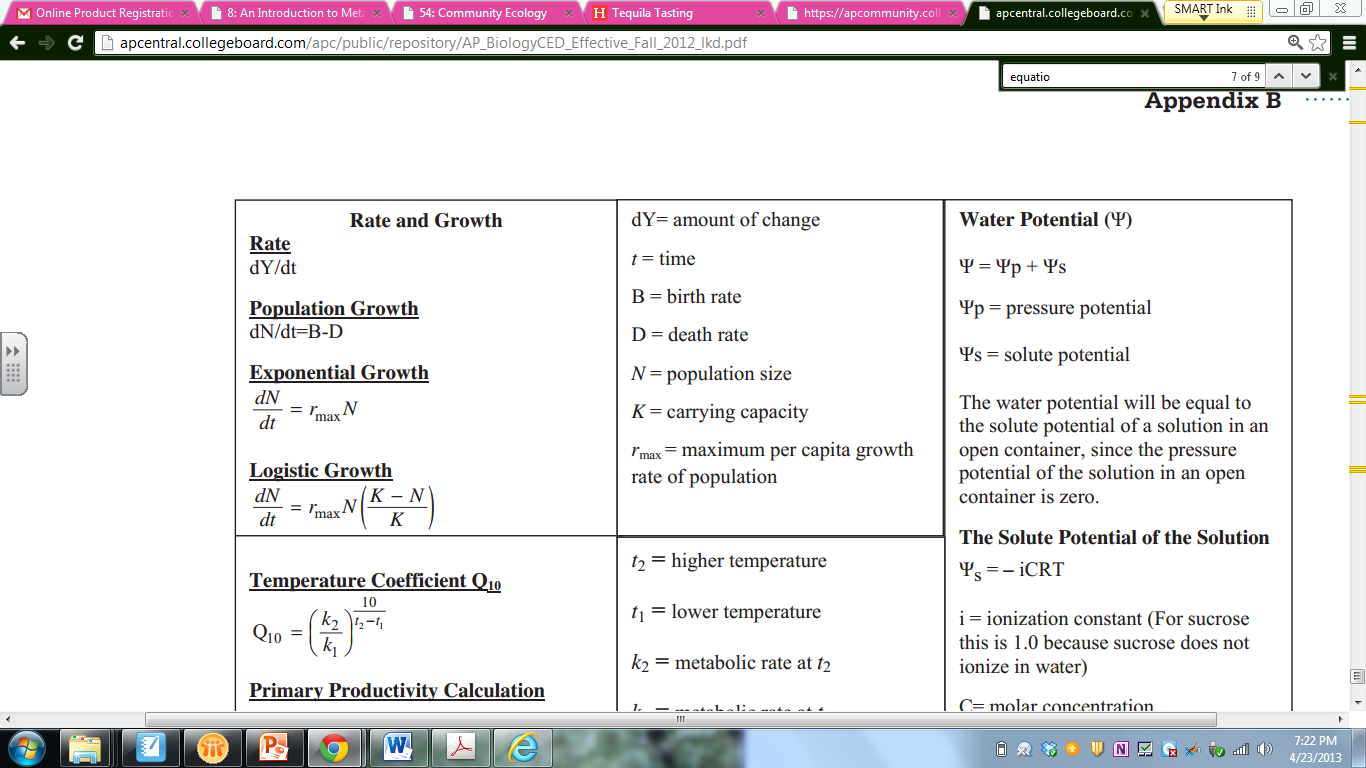 Online Product Registratic
8: An Introduction to Meta
54: Community Ecology
Tequila Tasting
https://apcommunity.coll
apcentral.collegeboard.co
SMART Ink
apcentral.collegeboard.com/apc/public/repository/AP_BiologyCED_Effective_Fall_2012_lkd.pdf
equatio 7 of 9
Appendix B
Rate and Growth
Rate
dY/dt
Population Growth
dN/dt=B-D
Exponential Growth
dN/dt = rmax N
Logistic Growth
dN/dt = rmax N((K – N)/K)
dY= amount of change
t = time
B = birth rate
D = death rate
N = population size
K = carrying capacity
rmax = maximum per capita growth
rate of population
Water Potential (Ψ)
Ψ = Ψp + Ψs
Ψp = pressure potential
Ψs = solute potential
The water potential will be equal to
the solute potential of a solution in an
open container, since the pressure
potential of the solution in an open
container is zero.
The Solute Potential of the Solution
Ψs = – iCRT
i = ionization constant (For sucrose
this is 1.0 because sucrose does not
ionize in water)
C= molar concentration
Temperature Coefficient Q10
Q10 = (k2/k1)^(10/(t2–t1))
Primary Productivity Calculation
t2 = higher temperature
t1 = lower temperature
k2 = metabolic rate at t2
7:22 PM
4/23/2013